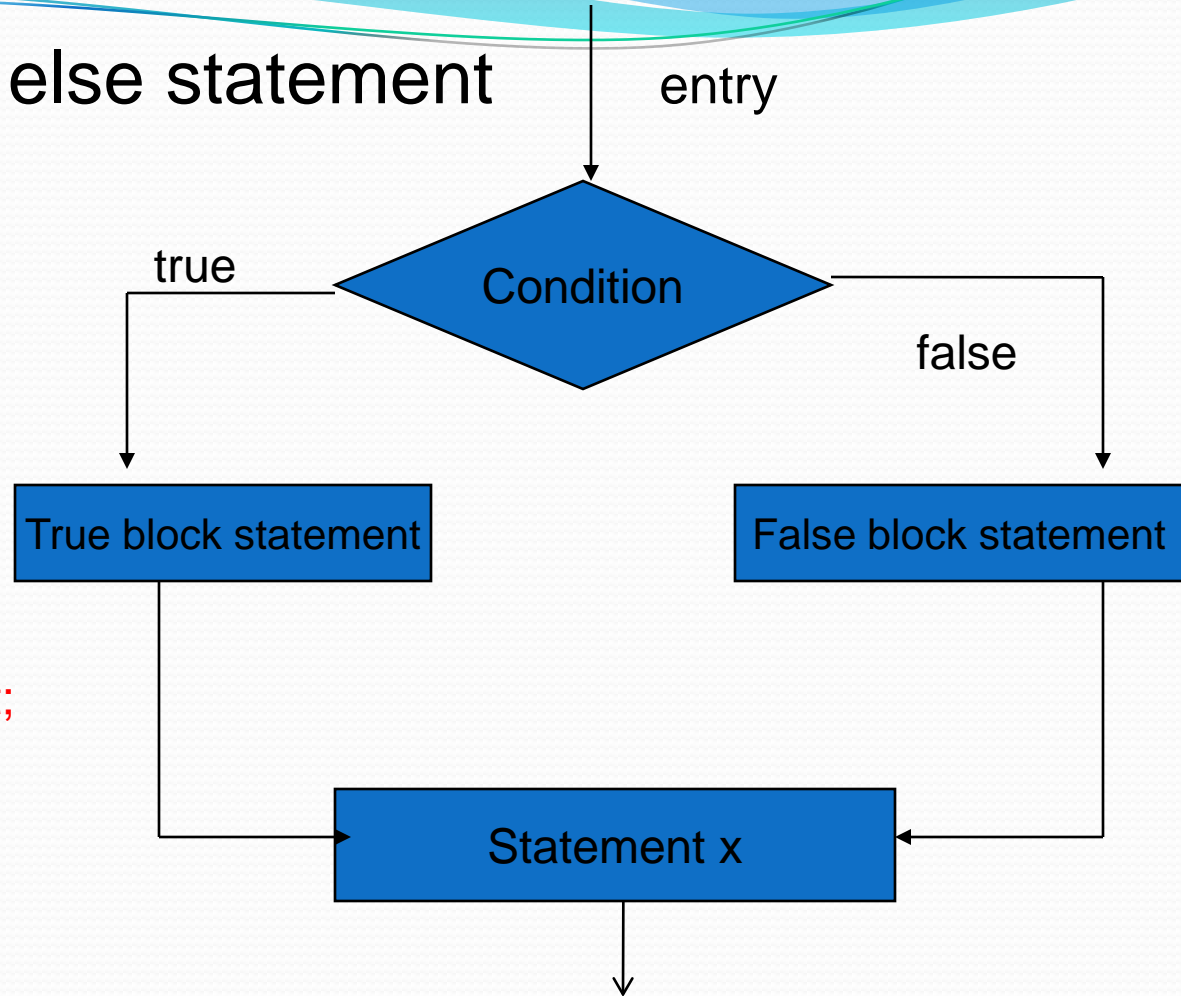 else statement
entry
true
Condition
false
True block statement
False block statement
;
Statement x